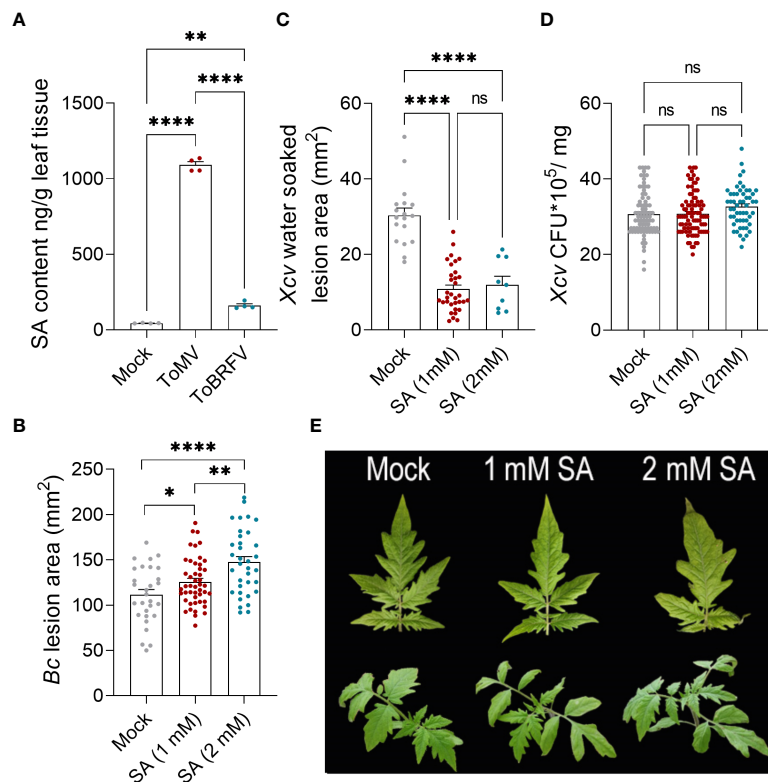 A
SA content ng/g leaf tissue
1500
1000
500
0
**
****
****
Mock
ToMV
ToBRFV
C
Xcv water soaked
lesion area (mm2)
60
40
20
0
****
****
ns
Mock
SA (1mM)
SA (2mM)
D
Xcv CFU*10^5/ mg
60
40
20
0
ns
ns
ns
Mock
SA (1mM)
SA (2mM)
B
Bc lesion area (mm2)
250
200
150
100
50
0
****
**
*
Mock
SA (1 mM)
SA (2 mM)
E
Mock 1 mM SA 2 mM SA